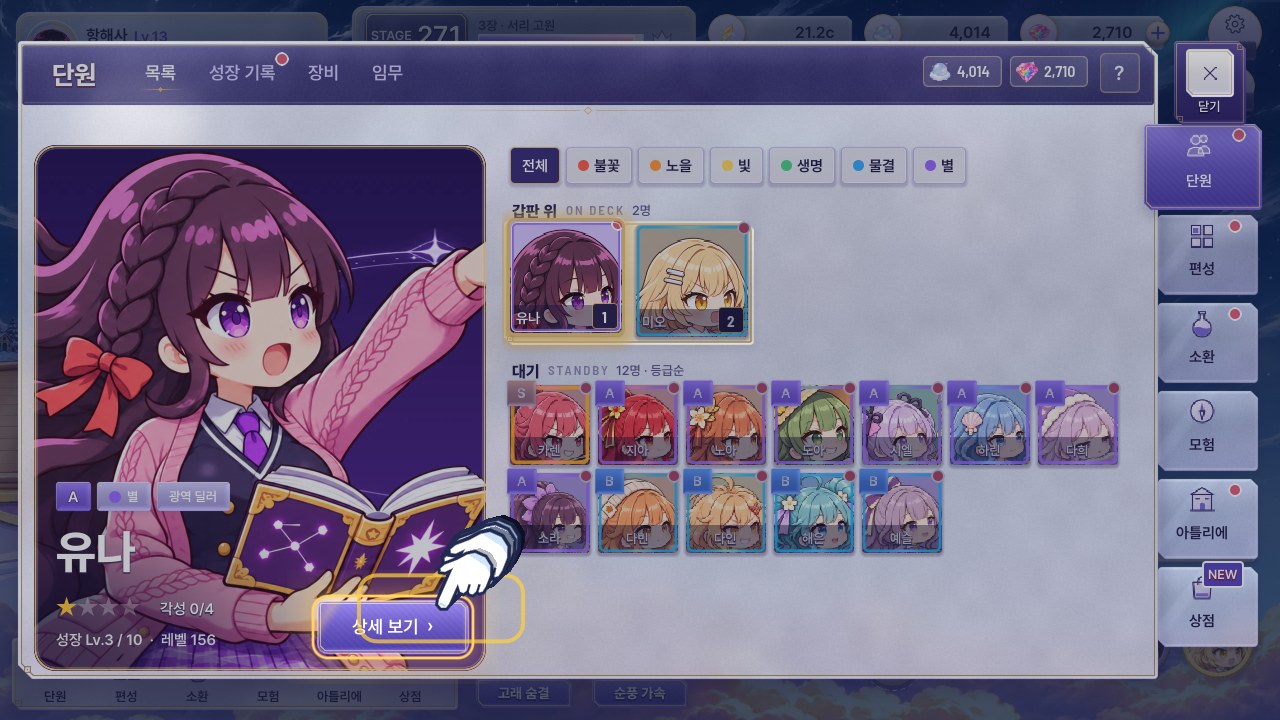 항해사 Lv.13
STAGE 271
3장 · 서리 고원
21.2c
4,014
2,710
단원
목록
성장 기록
장비
임무
4,014
2,710
?
닫기
전체
불꽃
노을
빛
생명
물결
별
단원
편성
소환
모험
아틀리에
NEW
상점
갑판 위 ON DECK 2명
유나
1
미오
2
대기 STANDBY 12명 · 등급순
S
카렌
A
지아
A
노아
A
도아
A
시엘
A
하린
A
다희
A
소라
B
다인
B
다인
B
혜은
B
예슬
A
별
광역 딜러
유나
각성 0/4
성장 Lv.3 / 10 · 레벨 156
상세 보기 ›
단원
편성
소환
모험
아틀리에
상점
고래 숨결
순풍 가속